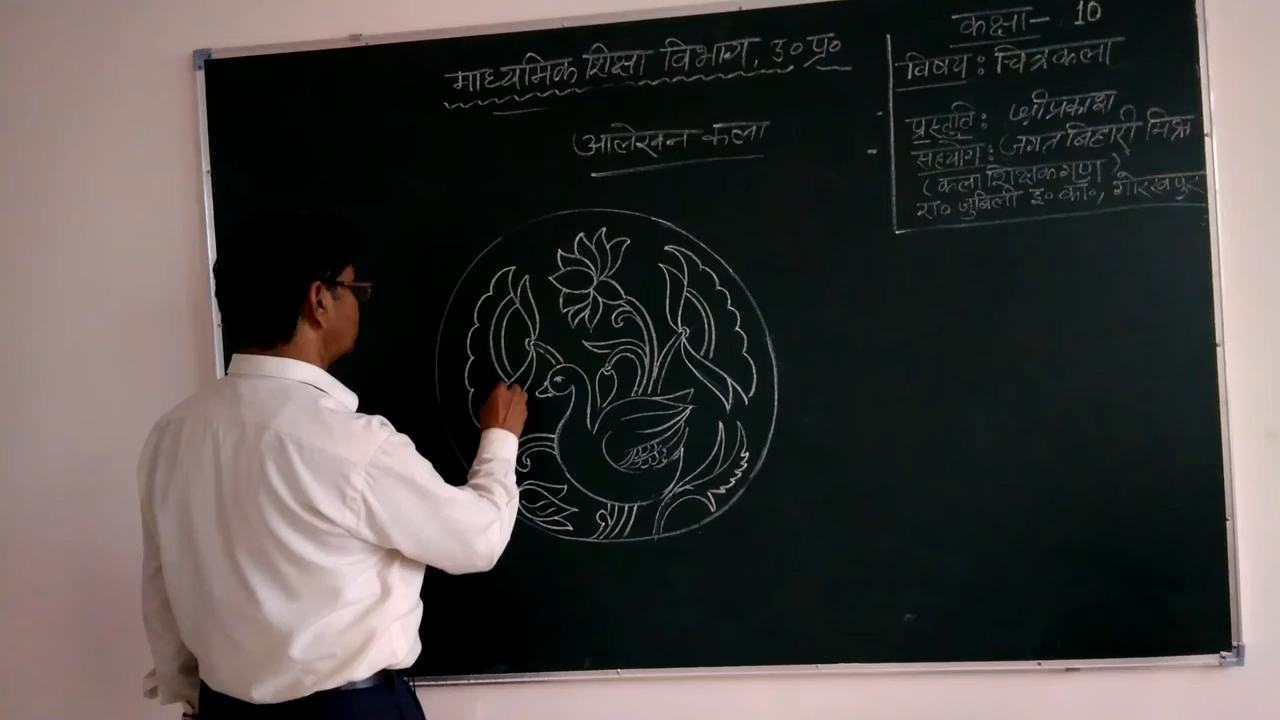 माध्यमिक शिक्षा विभाग, उ० प्र०
आलेखन कला
कक्षा- 10
विषय: चित्रकला
प्रस्तुति: श्रीप्रकाश
सहयोग: जगत बिहारी मिश्र
(कला शिक्षकगण)
रा० जुबिली इ० कॉ०, गोरखपुर